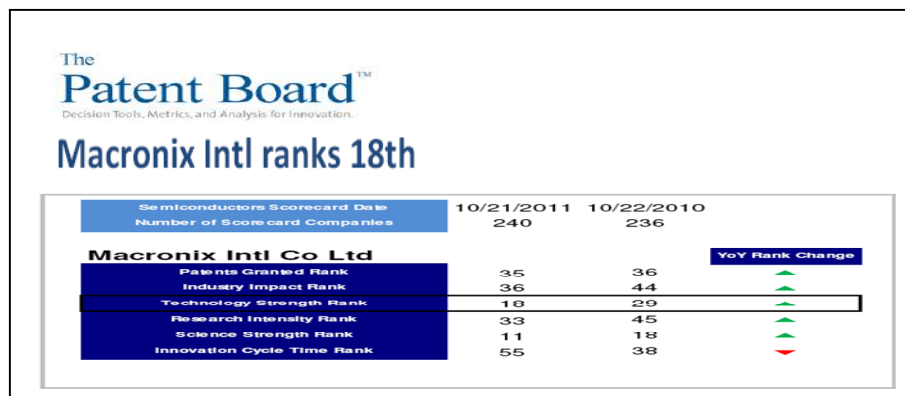 The
Patent Board™
Decision Tools, Metrics, and Analysis for Innovation.
Macronix Intl ranks 18th
Semiconductors Scorecard Date 10/21/2011 10/22/2010
Number of Scorecard Companies 240 236
Macronix Intl Co Ltd YoY Rank Change
Patents Granted Rank 35 36
Industry Impact Rank 36 44
Technology Strength Rank 18 29
Research Intensity Rank 33 45
Science Strength Rank 11 18
Innovation Cycle Time Rank 55 38